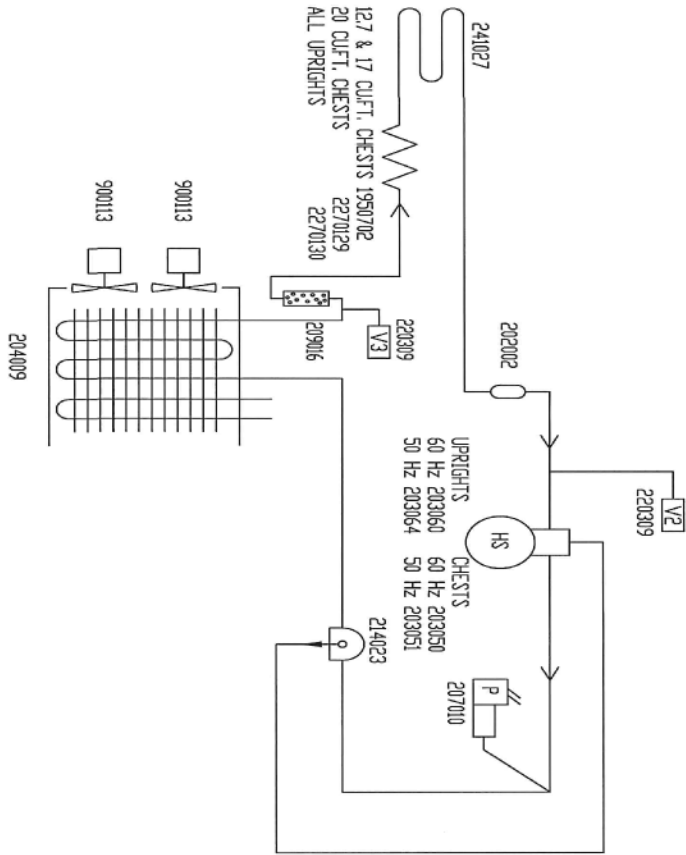 V2
220309
HS
P
241027
202002
UPRIGHTS
60 Hz 203060
50 Hz 203064
CHESTS
60 Hz 203050
50 Hz 203051
207010
220309
V3
214023
12,7 & 17 CU.FT. CHESTS 1950702
20 CU.FT. CHESTS 2270129
ALL UPRIGHTS 2270130
209016
900113
900113
204009